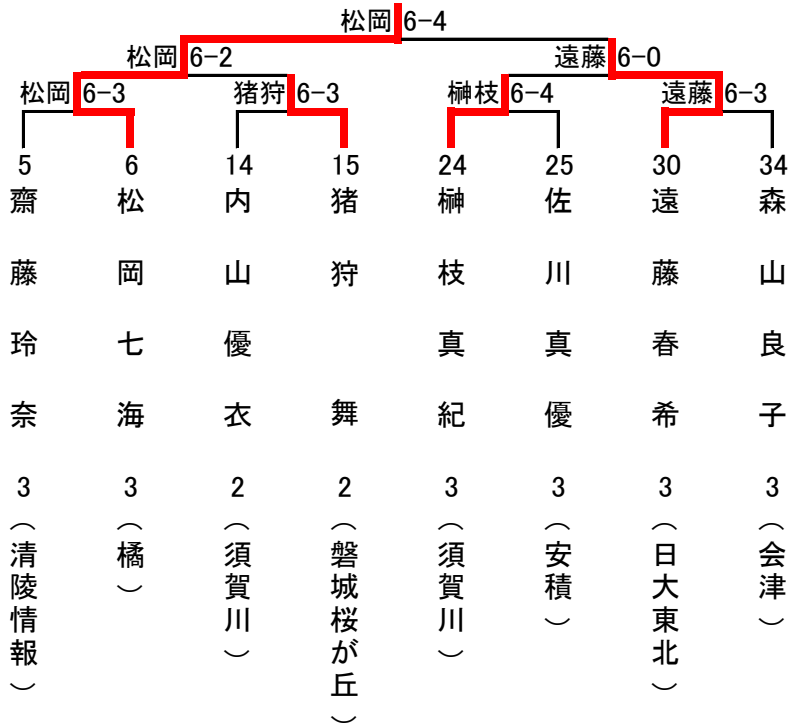 松岡 6-4
松岡 6-2
遠藤 6-0
松岡 6-3
猪狩 6-3
榊枝 6-4
遠藤 6-3
5 6 14 15 24 25 30 34
齋藤玲奈
3
（清陵情報）
松岡七海
3
（橘）
内山優衣
2
（須賀川）
猪狩 舞
2
（磐城桜が丘）
榊枝真紀
3
（須賀川）
佐川真優
3
（安積）
遠藤春希
3
（日大東北）
森山良子
3
（会津）